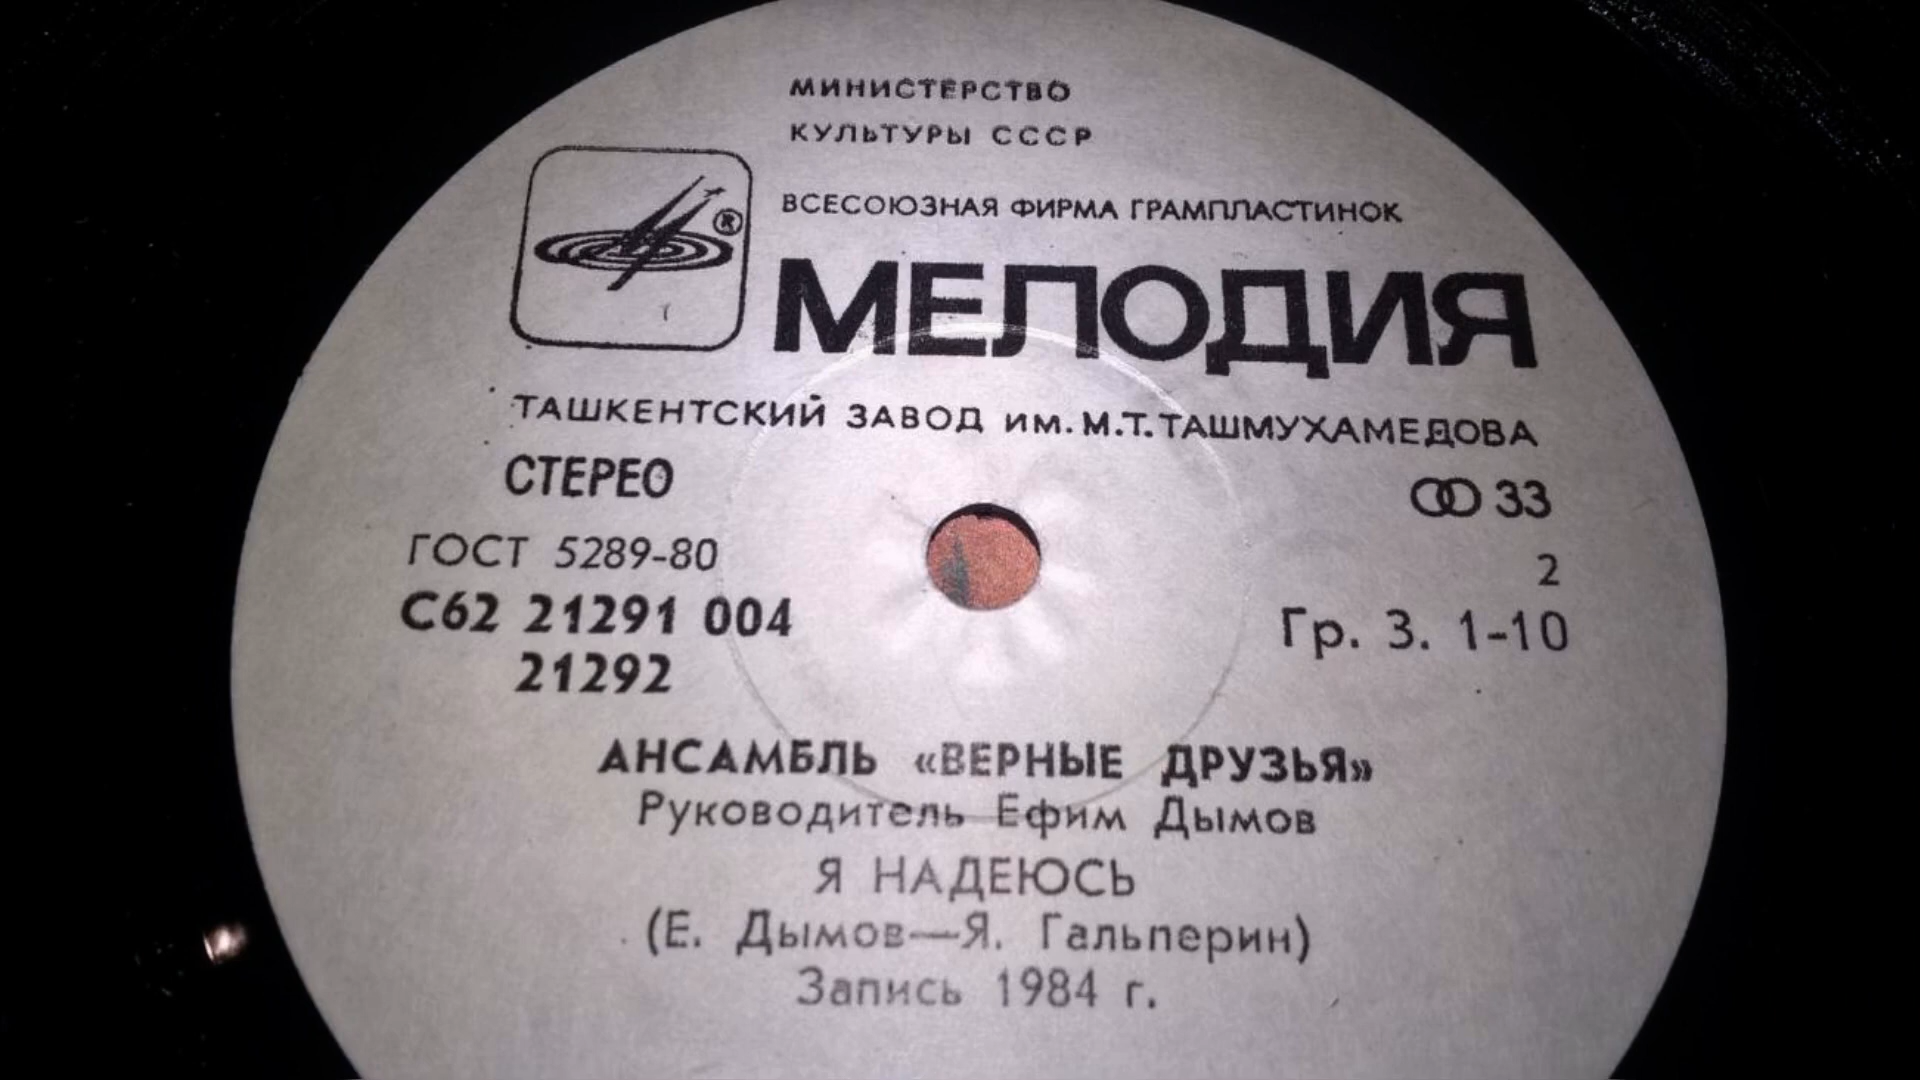 МИНИСТЕРСТВО
КУЛЬТУРЫ СССР
ВСЕСОЮЗНАЯ ФИРМА ГРАМПЛАСТИНОК
®
МЕЛОДИЯ
ТАШКЕНТСКИЙ ЗАВОД им. М.Т. ТАШМУХАМЕДОВА
СТЕРЕО
33
ГОСТ 5289-80
2
С62 21291 004
Гр. 3. 1-10
21292
АНСАМБЛЬ «ВЕРНЫЕ ДРУЗЬЯ»
Руководитель Ефим Дымов
Я НАДЕЮСЬ
(Е. Дымов—Я. Гальперин)
Запись 1984 г.